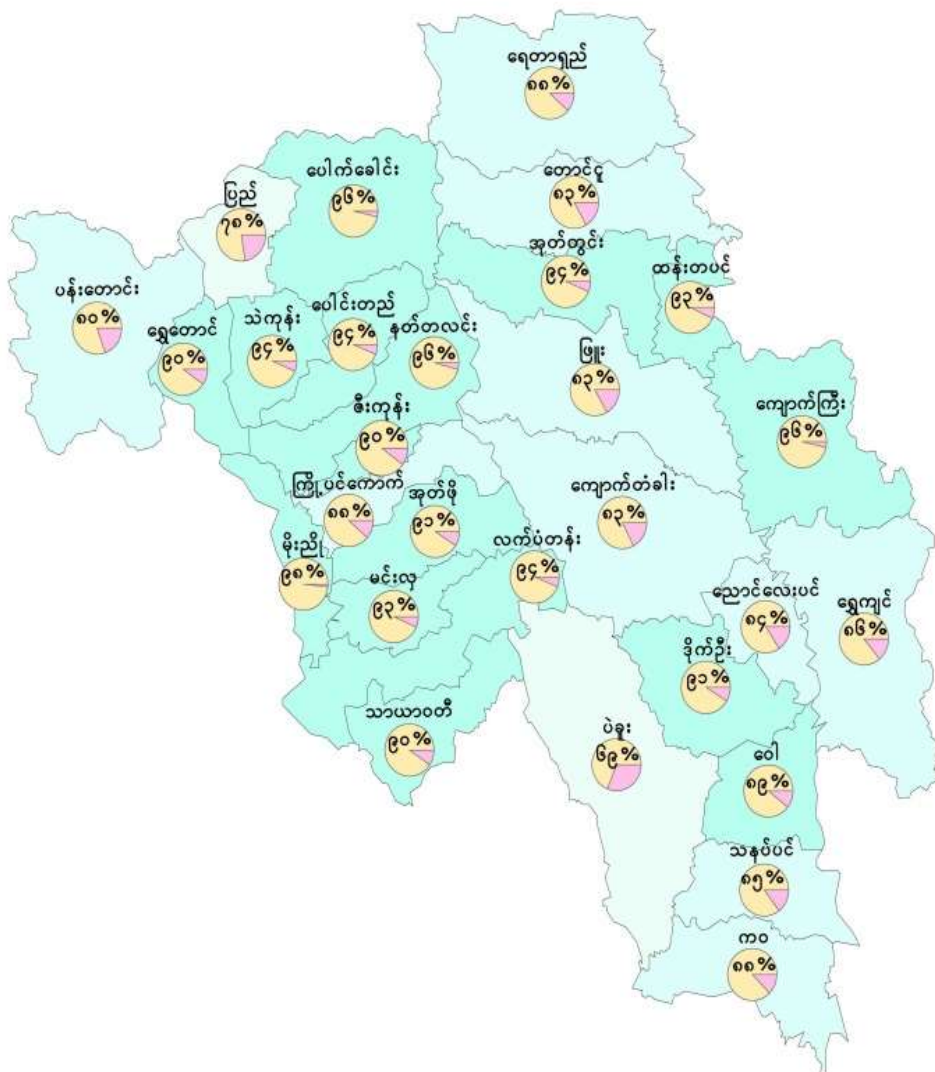 ရေတာရှည်
၈၈%
တောင်ငူ
၈၃%
ပေါက်ခေါင်း
၉၆%
ပြည်
၇၈%
အုတ်တွင်း
၉၄%
ထန်းတပင်
၉၃%
ပန်းတောင်း
၈၀%
ရွှေတောင်
၉၀%
သဲကုန်း
၉၄%
ပေါင်းတည်
၉၄%
နတ်တလင်း
၉၆%
ဖြူး
၈၃%
ကျောက်ကြီး
၉၆%
ဇီးကုန်း
၉၀%
ကြို့ပင်ကောက်
၈၈%
အုတ်ဖို
၉၁%
ကျောက်တံခါး
၈၃%
လက်ပံတန်း
၉၄%
မိုးညို
၉၈%
မင်းလှ
၉၃%
ညောင်လေးပင်
၈၄%
ရွှေကျင်
၈၆%
ဒိုက်ဦး
၉၁%
သာယာဝတီ
၉၀%
ပဲခူး
၆၉%
ဝေါ
၈၉%
သနပ်ပင်
၈၅%
ကဝ
၈၈%